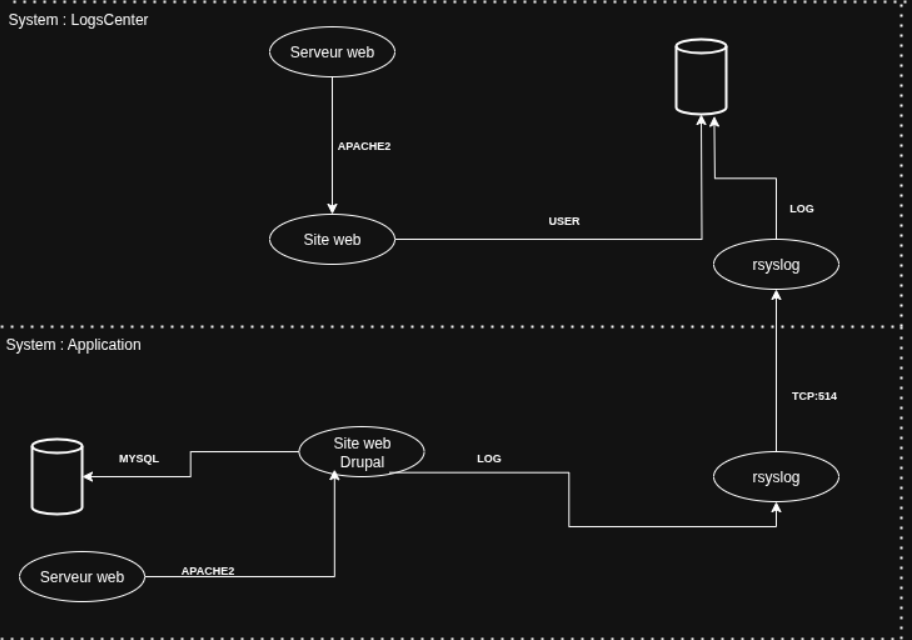 System : LogsCenter
Serveur web
APACHE2
Site web
USER
LOG
rsyslog
System : Application
TCP:514
Site web
Drupal
MYSQL
LOG
rsyslog
Serveur web
APACHE2